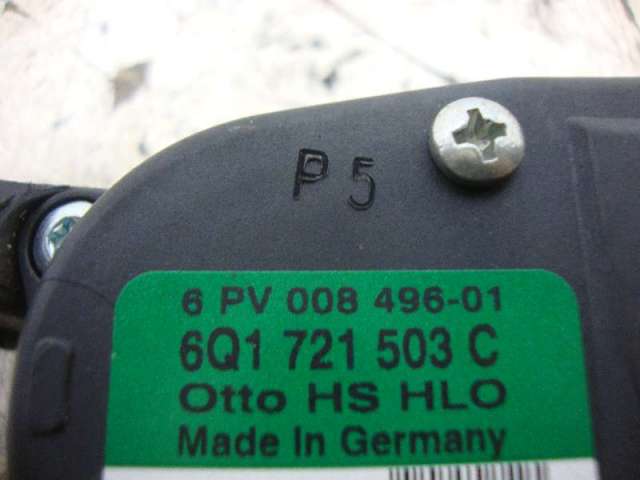 P5
6 PV 008 496-01
6Q1 721 503 C
Otto HS HLO
Made In Germany